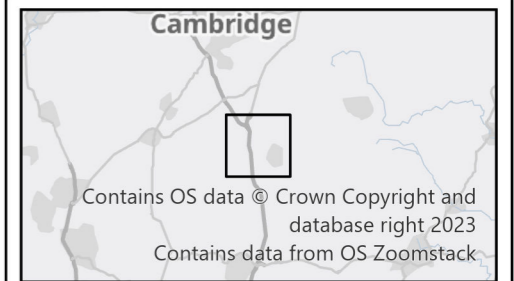 Cambridge
Contains OS data © Crown Copyright and
database right 2023
Contains data from OS Zoomstack